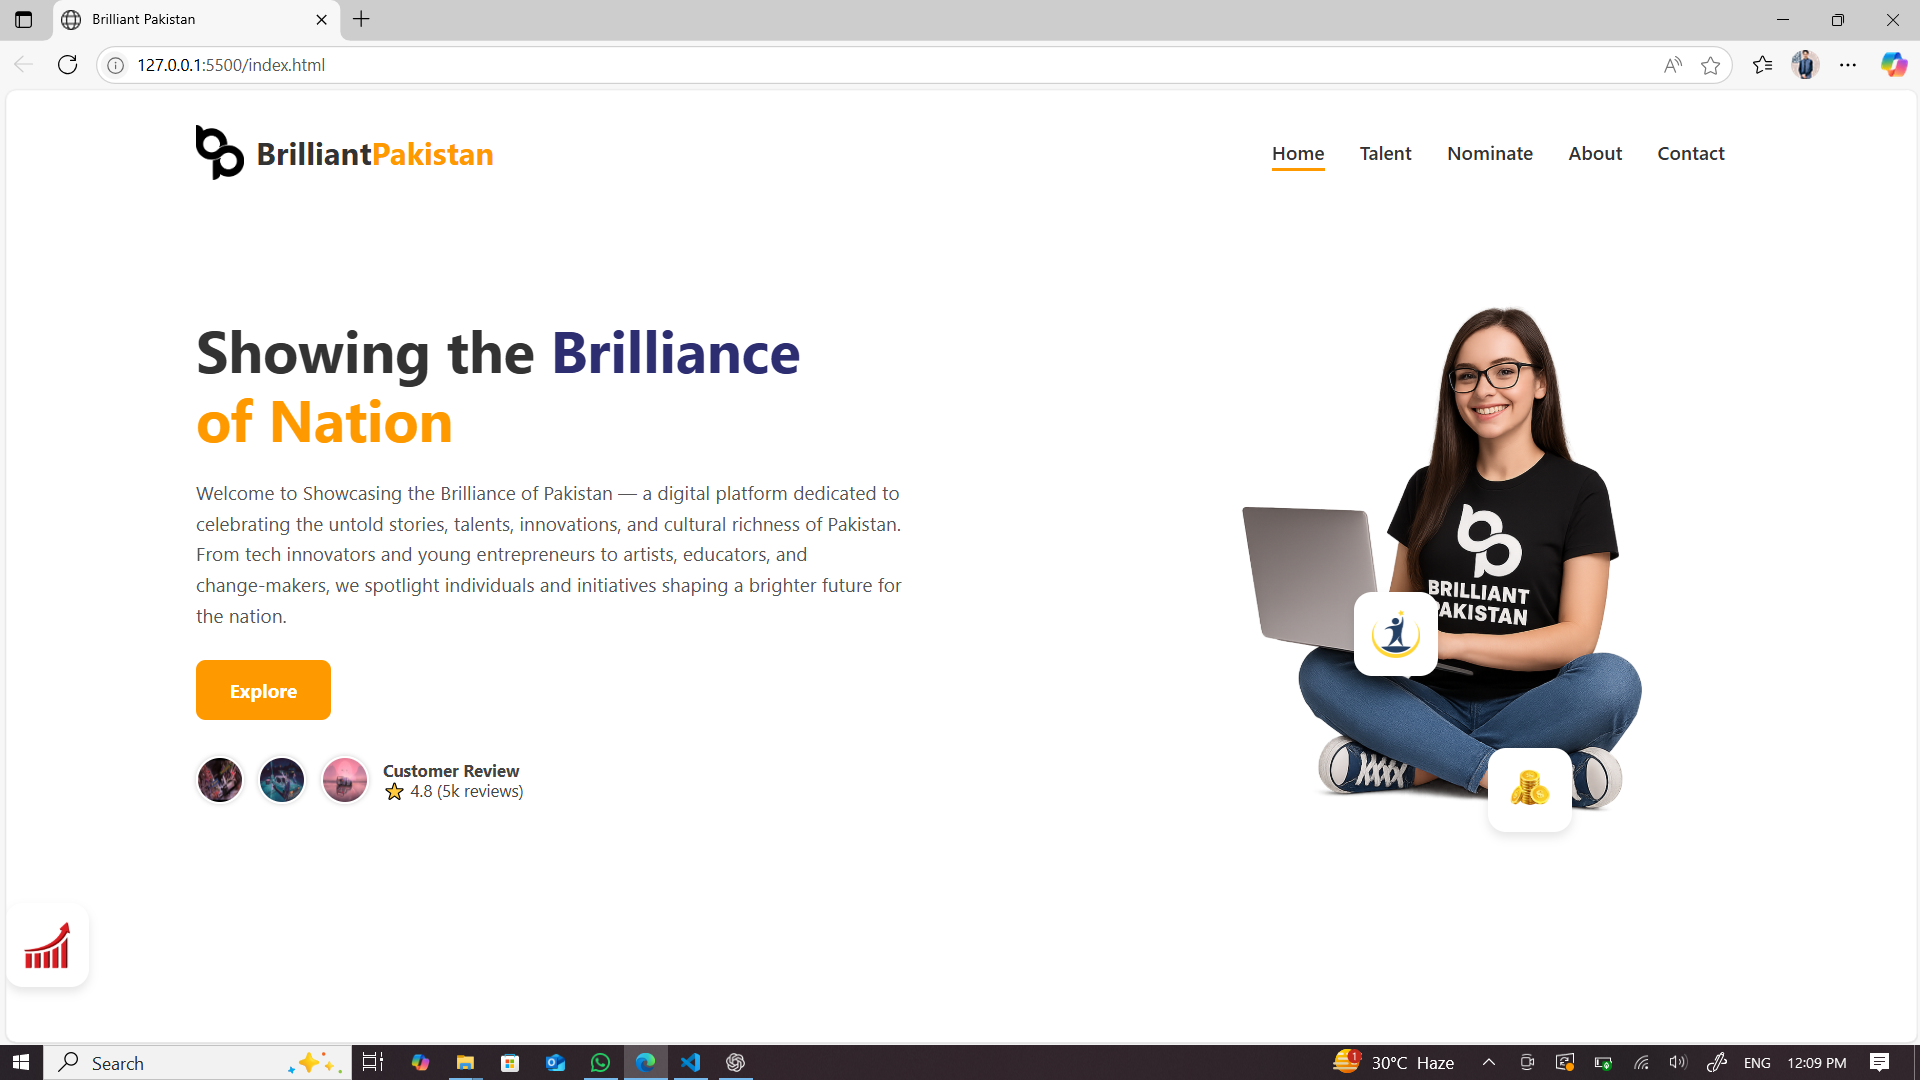 Brilliant Pakistan
127.0.0.1:5500/index.html
BrilliantPakistan
Home Talent Nominate About Contact
Showing the Brilliance
of Nation
Welcome to Showcasing the Brilliance of Pakistan — a digital platform dedicated to
celebrating the untold stories, talents, innovations, and cultural richness of Pakistan.
From tech innovators and young entrepreneurs to artists, educators, and
change-makers, we spotlight individuals and initiatives shaping a brighter future for
the nation.
BRILLIANT
PAKISTAN
Explore
Customer Review
4.8 (5k reviews)
Search
1
30°C Haze
ENG
12:09 PM